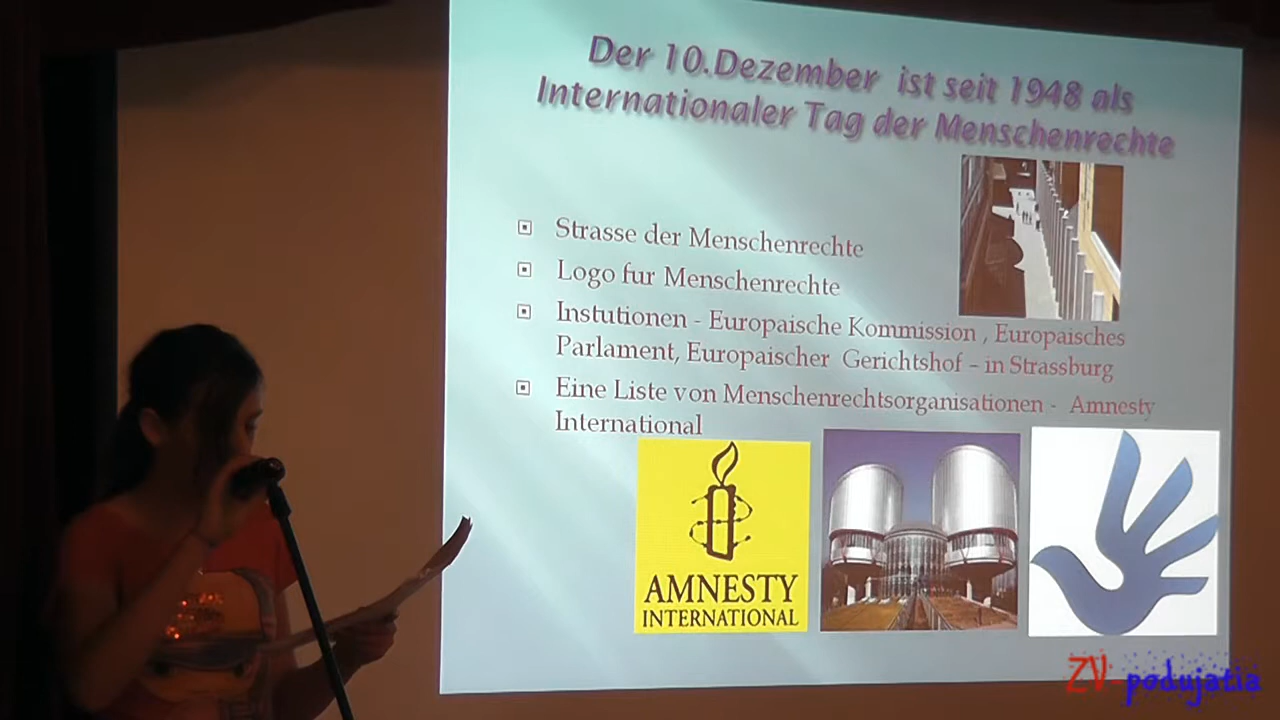 Der 10.Dezember ist seit 1948 als
Internationaler Tag der Menschenrechte
Strasse der Menschenrechte
Logo fur Menschenrechte
Instutionen - Europaische Kommission , Europaisches
Parlament, Europaischer Gerichtshof – in Strassburg
Eine Liste von Menschenrechtsorganisationen - Amnesty
International
AMNESTY
INTERNATIONAL
ZV-podujatia